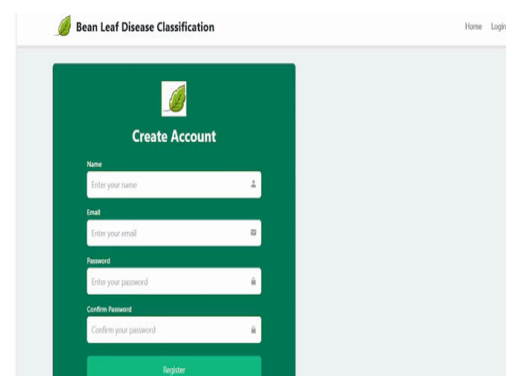 Bean Leaf Disease Classification
Home Login
Create Account
Name
Enter your name
Email
Enter your email
Password
Enter your password
Confirm Password
Confirm your password
Register